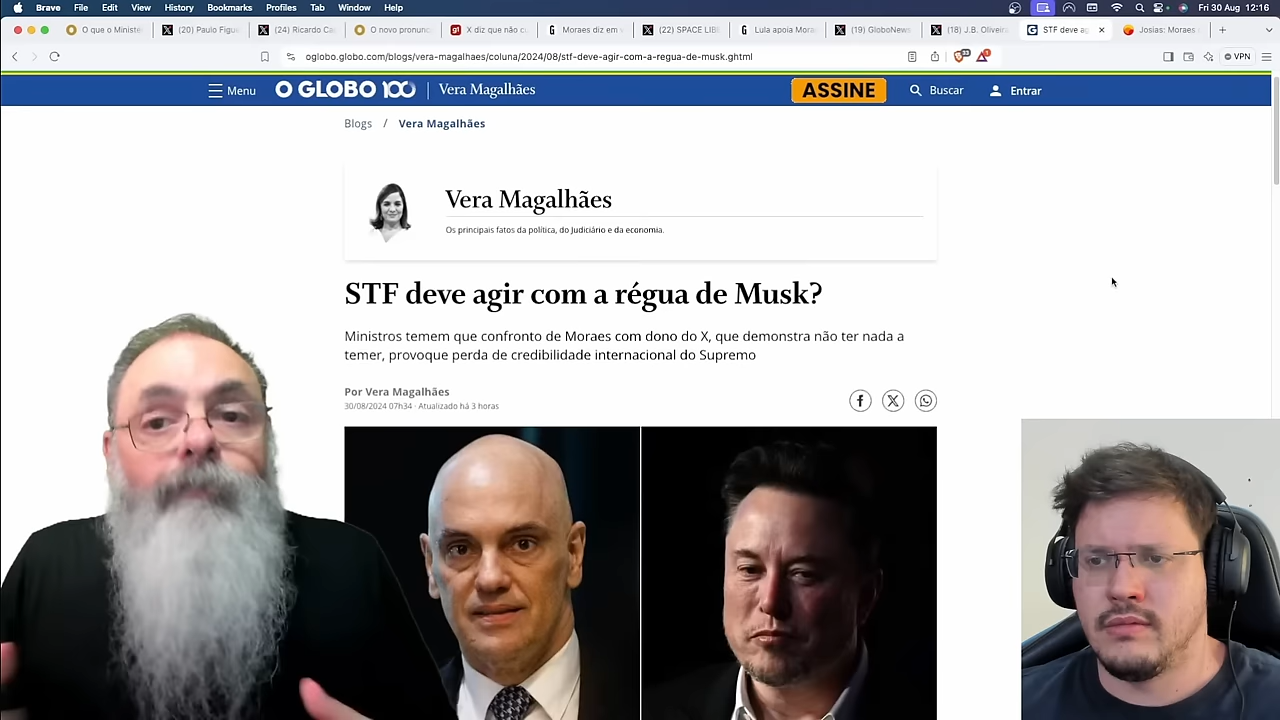 Brave File Edit View History Bookmarks Profiles Tab Window Help Fri 30 Aug 12:16
O que o Ministé
(20) Paulo Figue
(24) Ricardo Ca
O novo pronunc
X diz que não cu
Moraes diz em v
(22) SPACE LIB
Lula apoia Mora
(19) GloboNews
(18) J.B. Oliveira
STF deve ag
Josias: Moraes
oglobo.globo.com/blogs/vera-magalhaes/coluna/2024/08/stf-deve-agir-com-a-regua-de-musk.ghtml
VPN
Menu O GLOBO 100 Vera Magalhães ASSINE Buscar Entrar
Blogs / Vera Magalhães
Vera Magalhães
Os principais fatos da política, do Judiciário e da economia.
STF deve agir com a régua de Musk?
Ministros temem que confronto de Moraes com dono do X, que demonstra não ter nada a
temer, provoque perda de credibilidade internacional do Supremo
Por Vera Magalhães
30/08/2024 07h34 · Atualizado há 3 horas